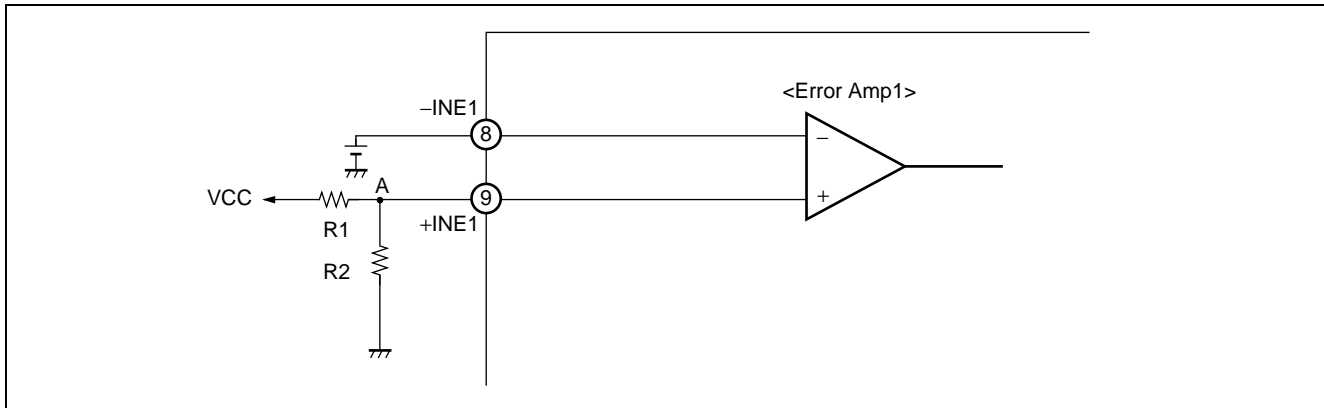 <Error Amp1>
−INE1
8
−
VCC
A
9
+
R1
+INE1
R2